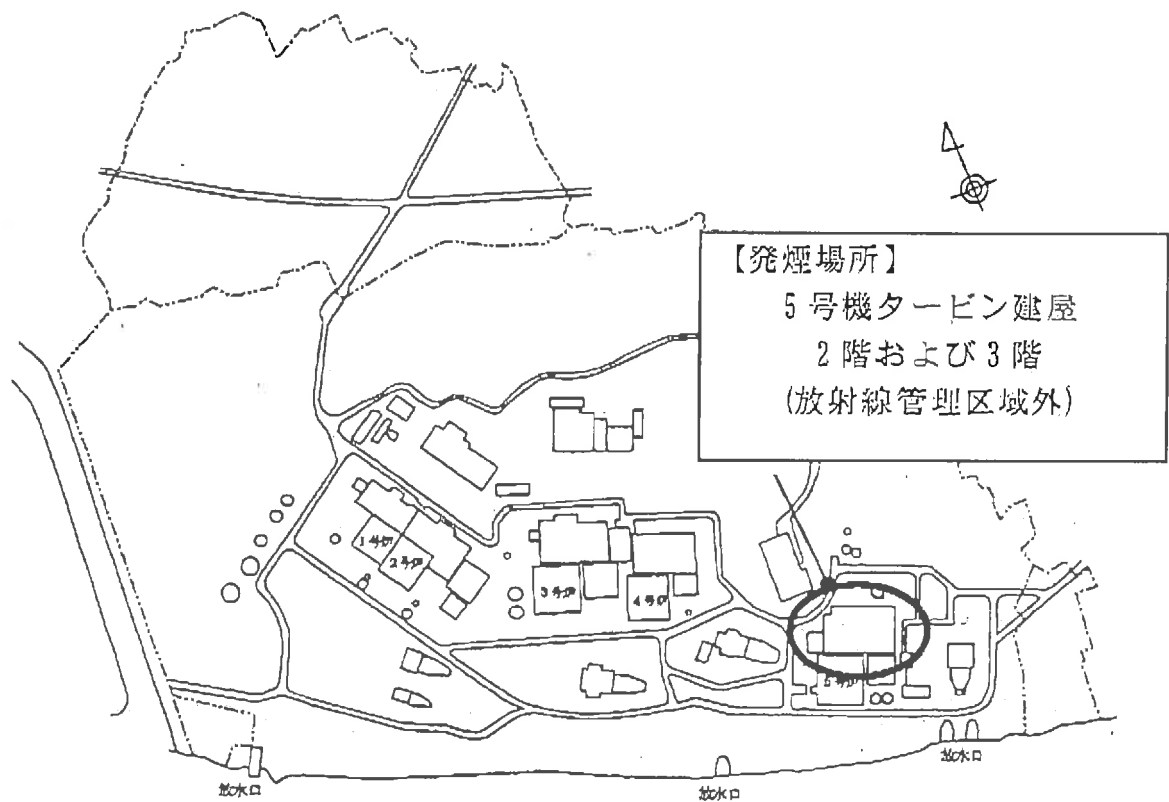 【発煙場所】
5号機タービン建屋
2階および3階
(放射線管理区域外)
1号炉
2号炉
3号炉
4号炉
5号炉
放水口
放水口
放水口